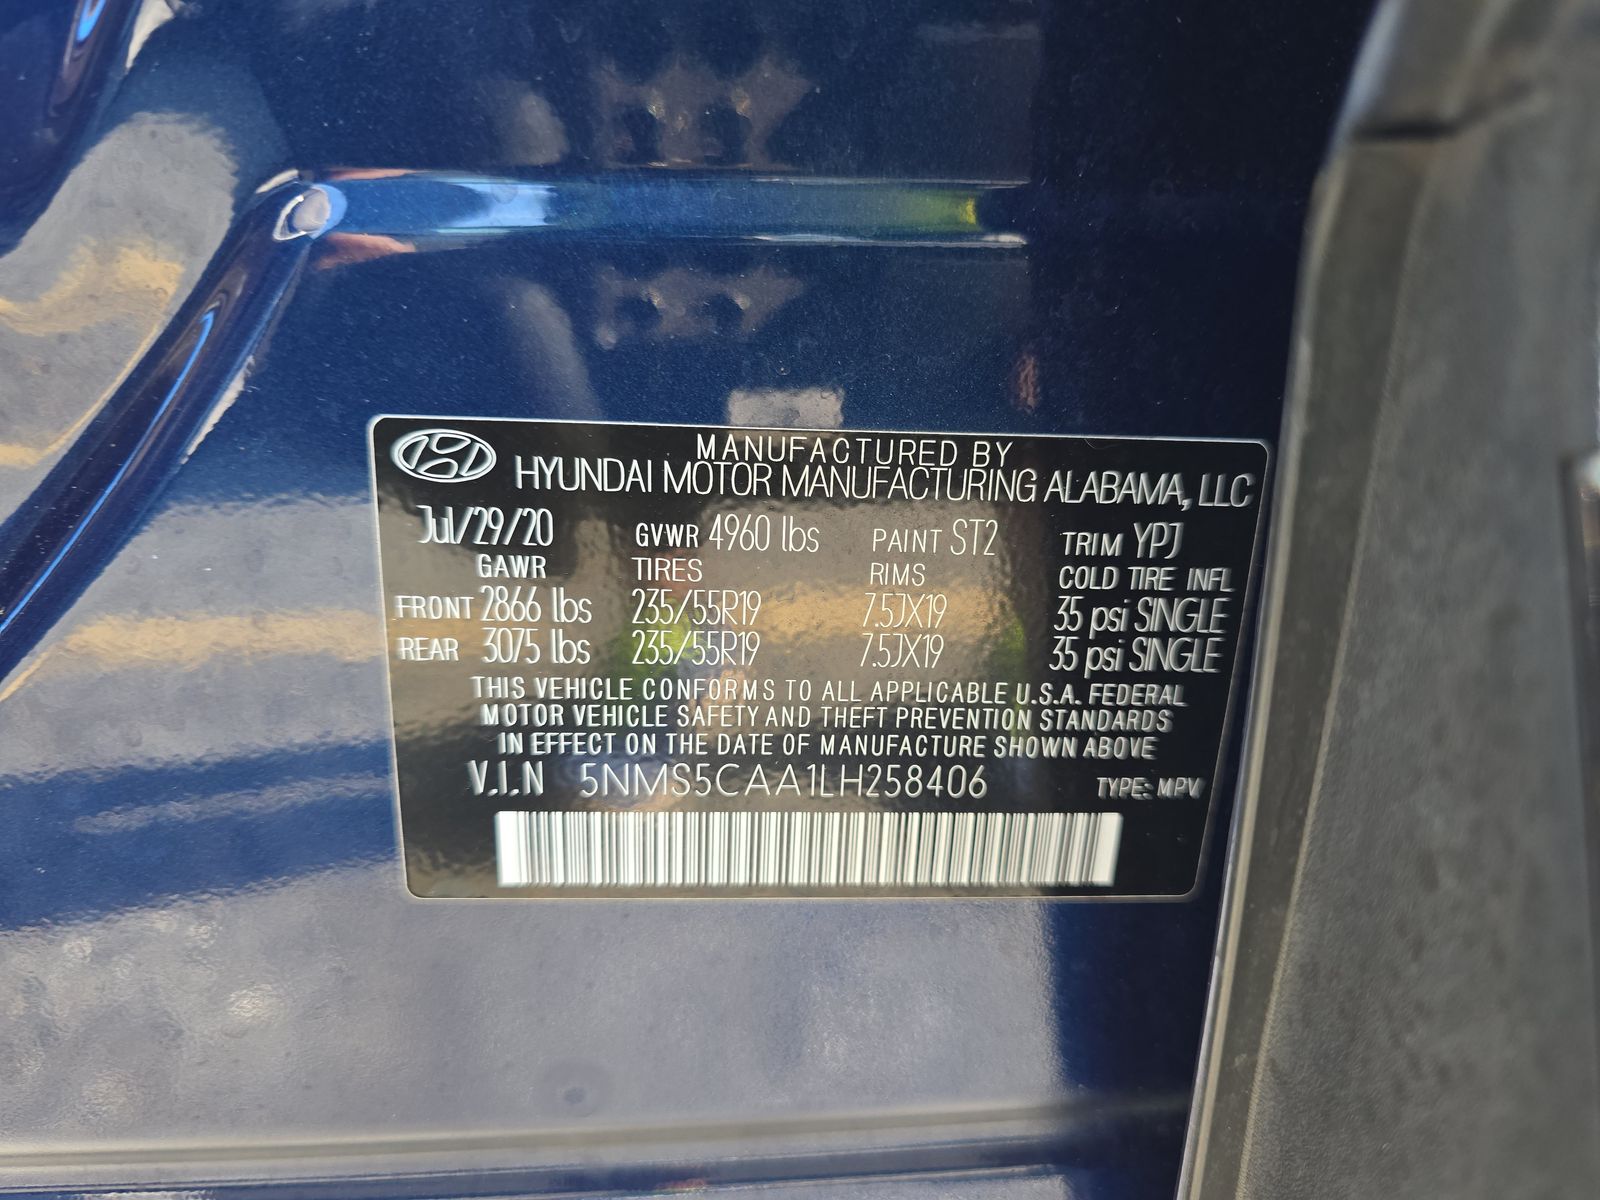 MANUFACTURED BY
HYUNDAI MOTOR MANUFACTURING ALABAMA, LLC
Jul/29/20 GVWR 4960 lbs PAINT ST2 TRIM YPJ
GAWR TIRES RIMS COLD TIRE INFL
FRONT 2866 lbs 235/55R19 7.5JX19 35 psi SINGLE
REAR 3075 lbs 235/55R19 7.5JX19 35 psi SINGLE
THIS VEHICLE CONFORMS TO ALL APPLICABLE U.S.A. FEDERAL
MOTOR VEHICLE SAFETY AND THEFT PREVENTION STANDARDS
IN EFFECT ON THE DATE OF MANUFACTURE SHOWN ABOVE
V.I.N 5NMS5CAA1LH258406 TYPE: MPV